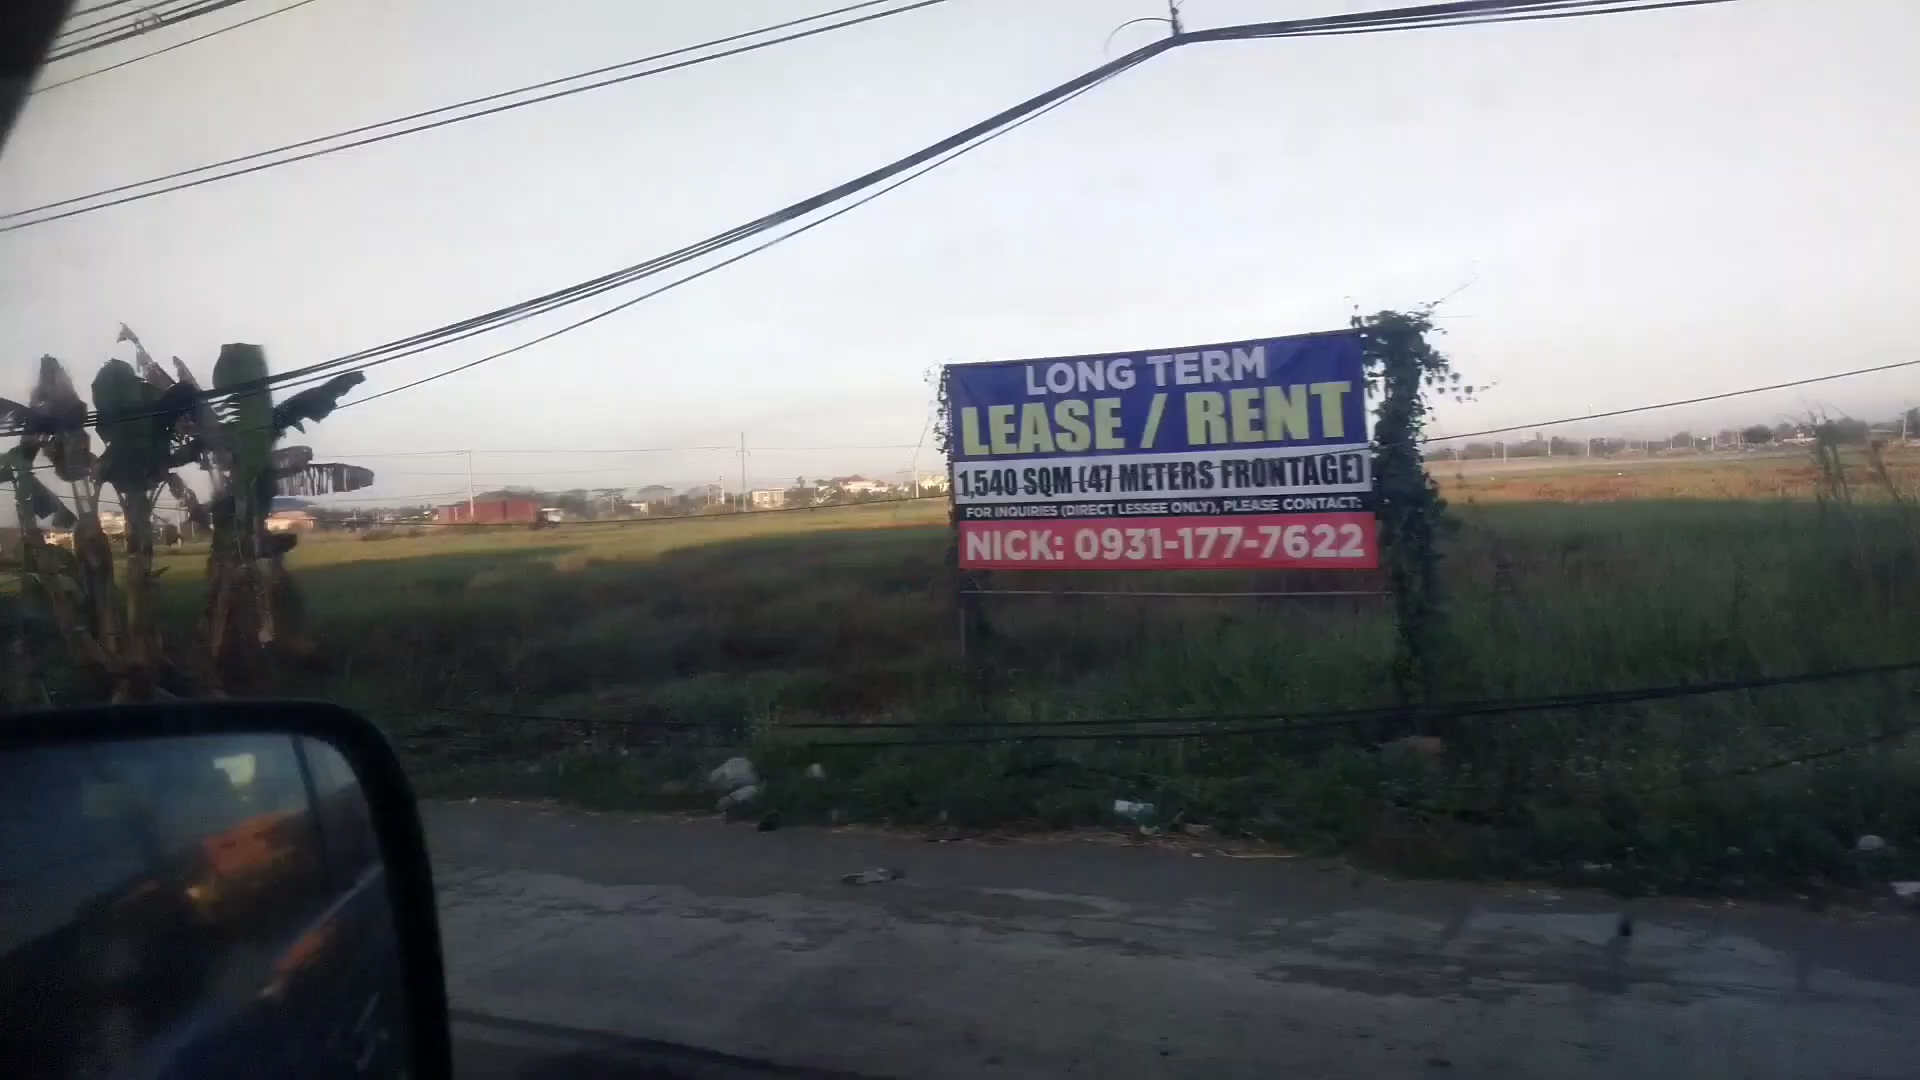 LONG TERM
LEASE / RENT
1,540 SQM (47 METERS FRONTAGE)
FOR INQUIRIES (DIRECT LESSEE ONLY), PLEASE CONTACT:
NICK: 0931-177-7622